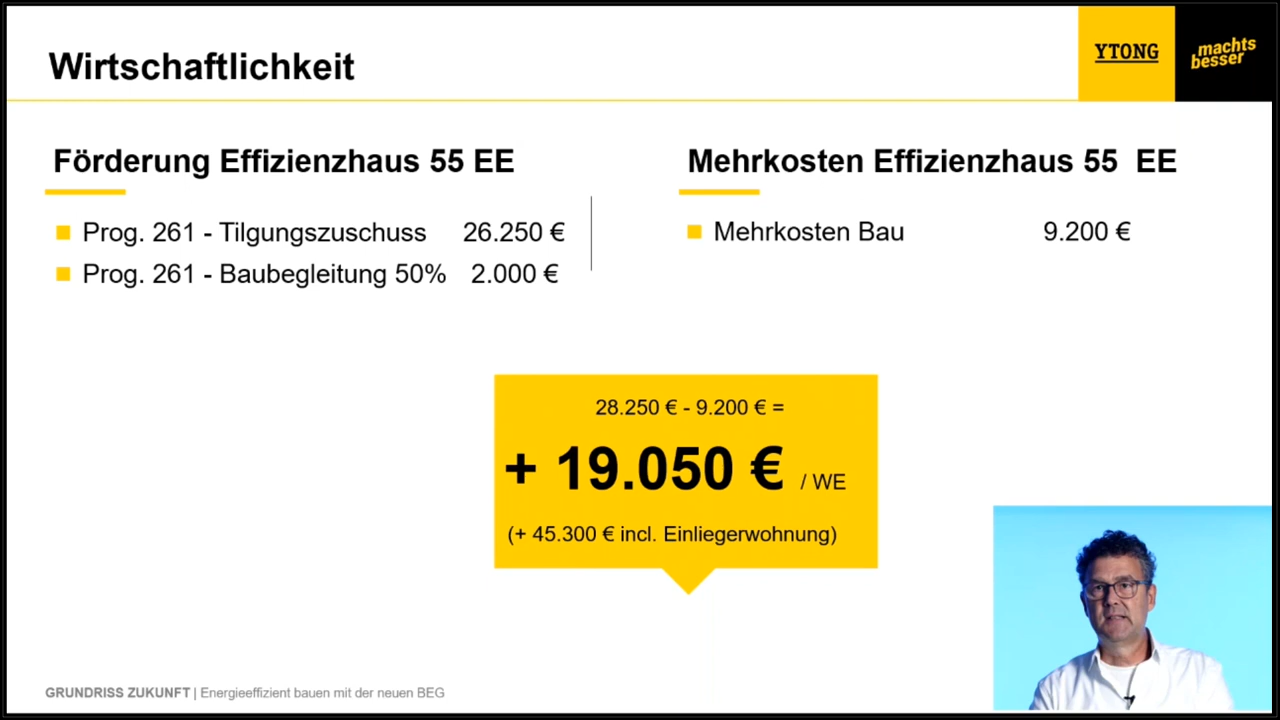 Wirtschaftlichkeit
YTONG
machts
besser
Förderung Effizienzhaus 55 EE
Prog. 261 - Tilgungszuschuss 26.250 €
Prog. 261 - Baubegleitung 50% 2.000 €
Mehrkosten Effizienzhaus 55 EE
Mehrkosten Bau 9.200 €
28.250 € - 9.200 € =
+ 19.050 € / WE
(+ 45.300 € incl. Einliegerwohnung)
GRUNDRISS ZUKUNFT | Energieeffizient bauen mit der neuen BEG